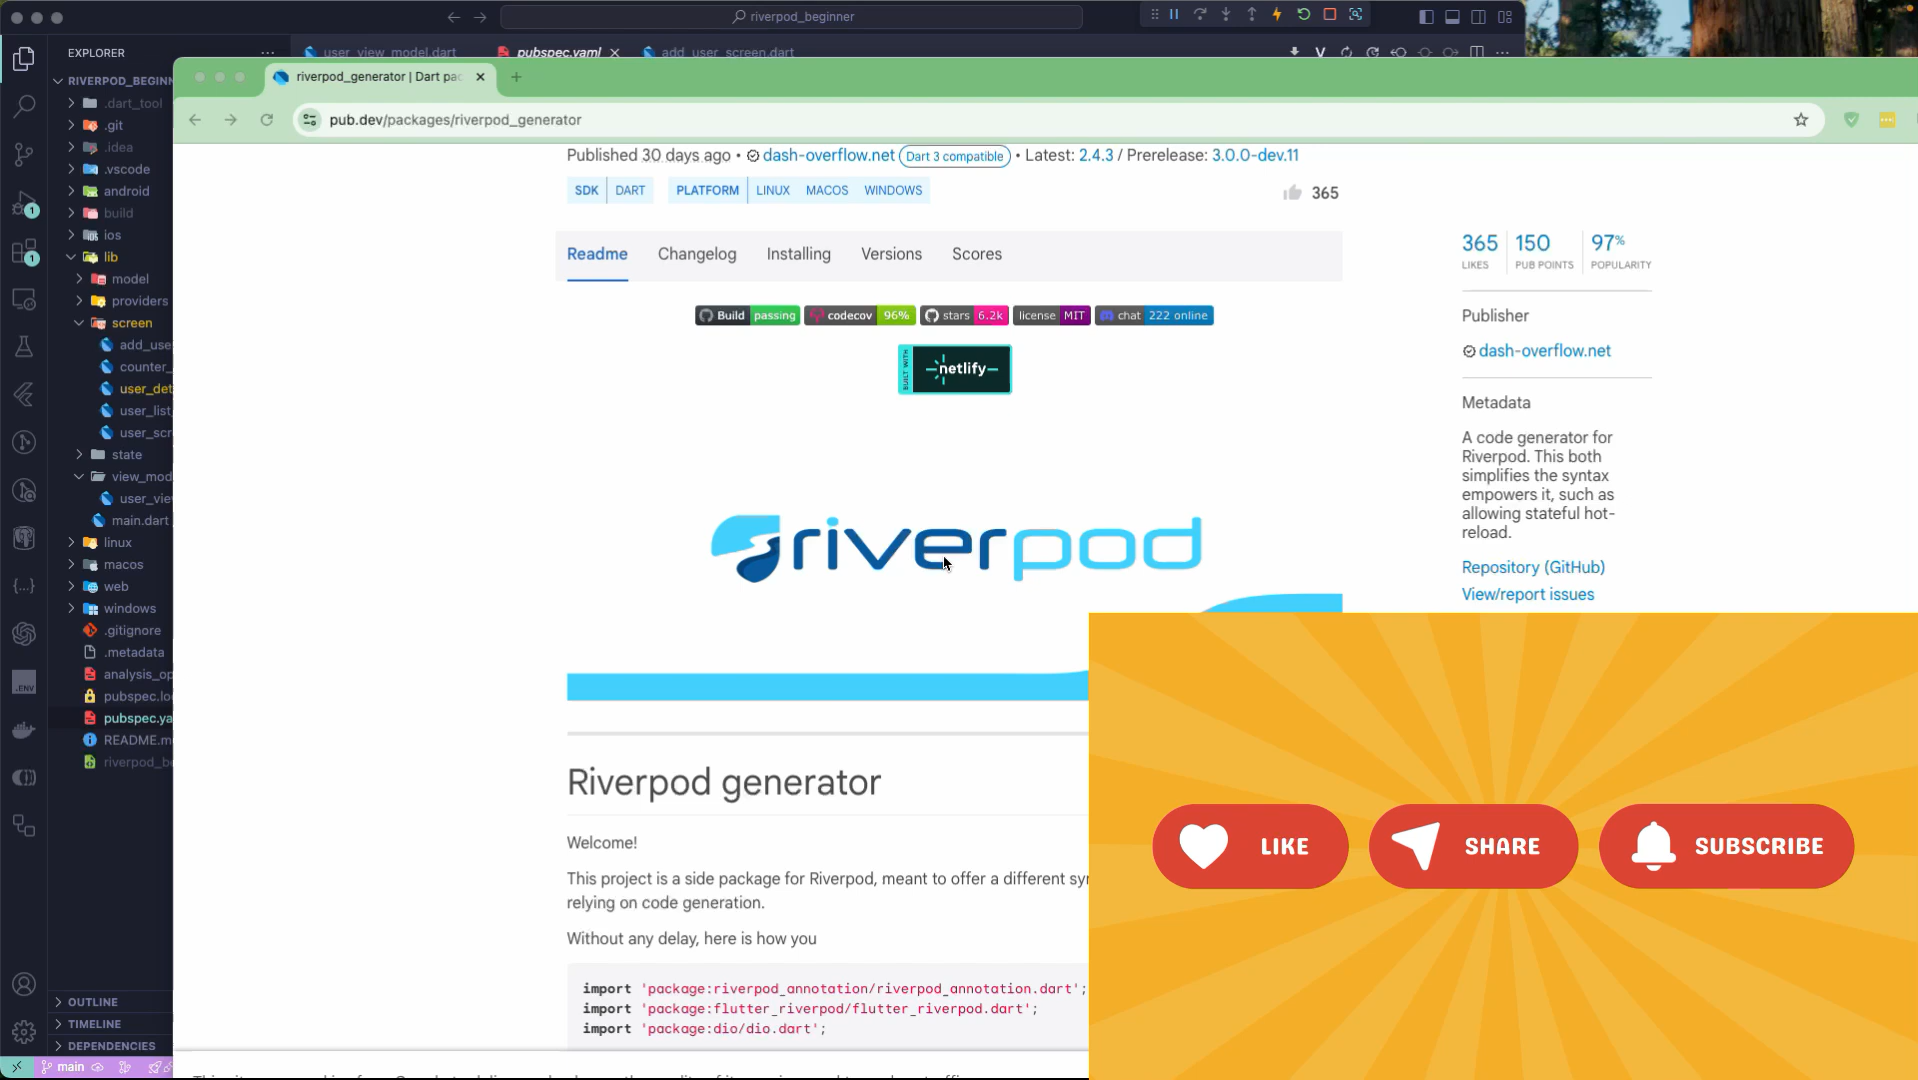 riverpod_beginner
EXPLORER
user_view_model.dart
pubspec.yaml
add_user_screen.dart
RIVERPOD_BEGINN
.dart_tool
.git
.idea
.vscode
android
build
ios
lib
model
providers
screen
add_use
counter_
user_det
user_list
user_scr
state
view_mod
user_vie
main.dart
linux
macos
web
windows
.gitignore
.metadata
analysis_op
pubspec.lo
pubspec.ya
README.m
riverpod_b
OUTLINE
TIMELINE
DEPENDENCIES
main
riverpod_generator | Dart pac
pub.dev/packages/riverpod_generator
Published 30 days ago • dash-overflow.net Dart 3 compatible • Latest: 2.4.3 / Prerelease: 3.0.0-dev.11
SDK DART PLATFORM LINUX MACOS WINDOWS
365
Readme Changelog Installing Versions Scores
Build passing codecov 96% stars 6.2k license MIT chat 222 online
BUILT WITH netlify
riverpod
Riverpod generator
Welcome!
This project is a side package for Riverpod, meant to offer a different sy
relying on code generation.
Without any delay, here is how you
import 'package:riverpod_annotation/riverpod_annotation.dart';
import 'package:flutter_riverpod/flutter_riverpod.dart';
import 'package:dio/dio.dart';
365 150 97%
LIKES PUB POINTS POPULARITY
Publisher
dash-overflow.net
Metadata
A code generator for
Riverpod. This both
simplifies the syntax
empowers it, such as
allowing stateful hot-
reload.
Repository (GitHub)
View/report issues
LIKE SHARE SUBSCRIBE